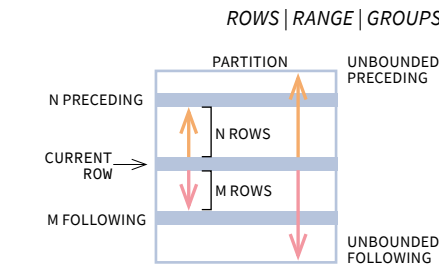 ROWS | RANGE | GROUPS
PARTITION
UNBOUNDED
PRECEDING
N PRECEDING
N ROWS
CURRENT
ROW
M ROWS
M FOLLOWING
UNBOUNDED
FOLLOWING